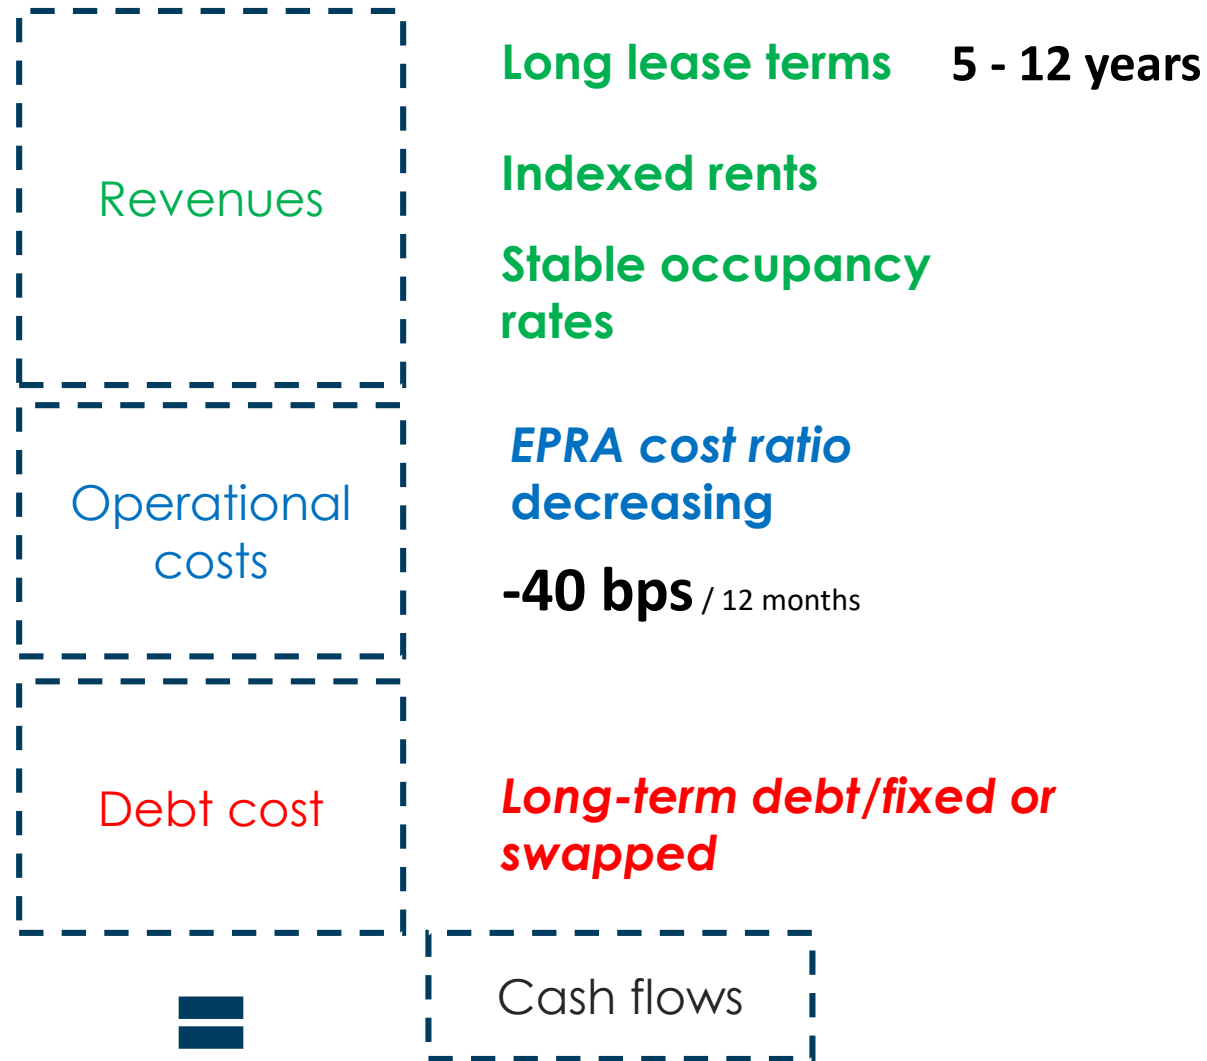 Revenues
Long lease terms 5 - 12 years
Indexed rents
Stable occupancy
rates
Operational
costs
EPRA cost ratio
decreasing
-40 bps / 12 months
Debt cost
Long-term debt/fixed or
swapped
=
Cash flows